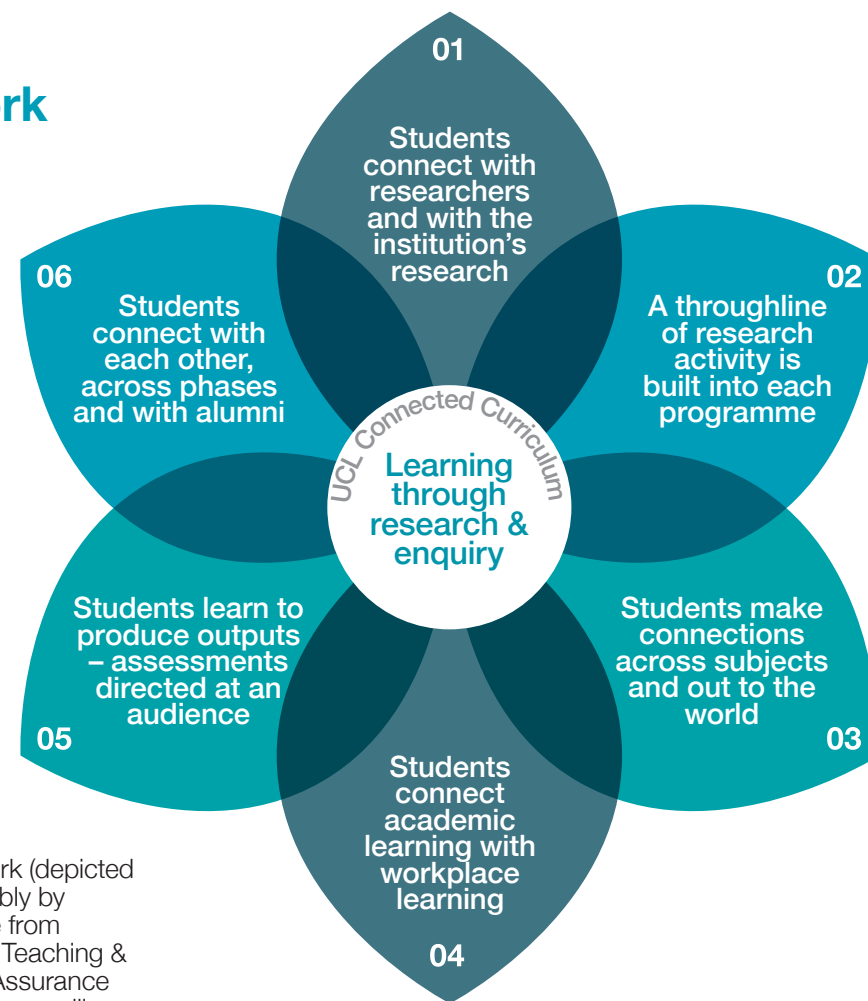 rk
01
Students
connect with
researchers
and with the
institution's
research
02
A throughline
of research
activity is
built into each
programme
Students make
connections
across subjects
and out to the
world
03
Students
connect
academic
learning with
workplace
learning
04
Students learn to
produce outputs
– assessments
directed at an
audience
05
06
Students
connect with
each other,
across phases
and with alumni
UCL Connected Curriculum
Learning
through
research &
enquiry
rk (depicted
bly by
from
Teaching &
Assurance